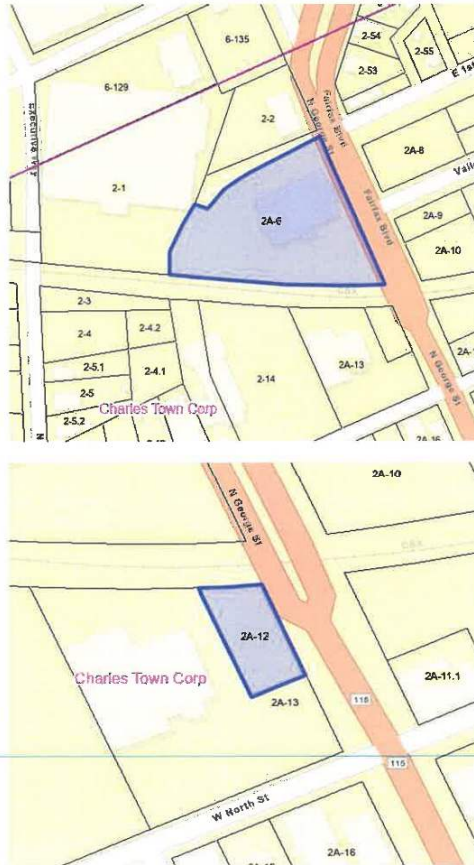 6-135
2-54
2-55
2-53
E 1st
6-129
Fairfax Blvd
N George St
2-2
Executive Way
2A-8
2-1
2A-6
Fairfax Blvd
2A-9
2A-10
CSX
2-3
2-4
2-4.2
2-5.1
2-4.1
2-14
2A-13
N George St
2-5
Charles Town Corp
2-5.2
2A-16
N
2A-10
N George St
CSX
2A-12
Charles Town Corp
2A-13
2A-11.1
115
115
W North St
2A-16